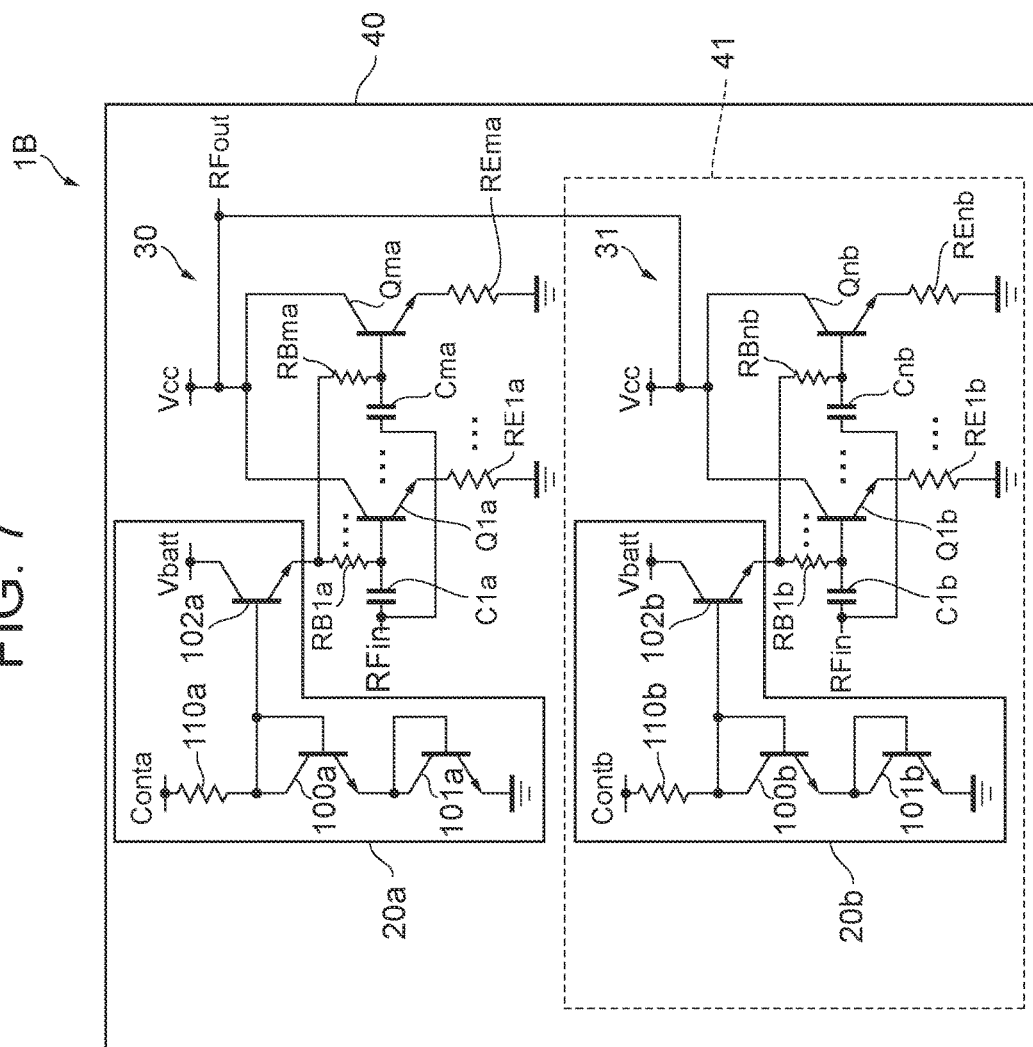 FIG. 7
1B
40
Vcc
30
RFout
Vbatt
Conta
110a
102a
RBma
Qma
REma
Cma
RB1a
RE1a
Q1a
C1a
RFin
100a
101a
20a
41
Vcc
31
Vbatt
Contb
110b
102b
RBnb
Qnb
REnb
Cnb
RB1b
RE1b
Q1b
C1b
RFin
100b
101b
20b